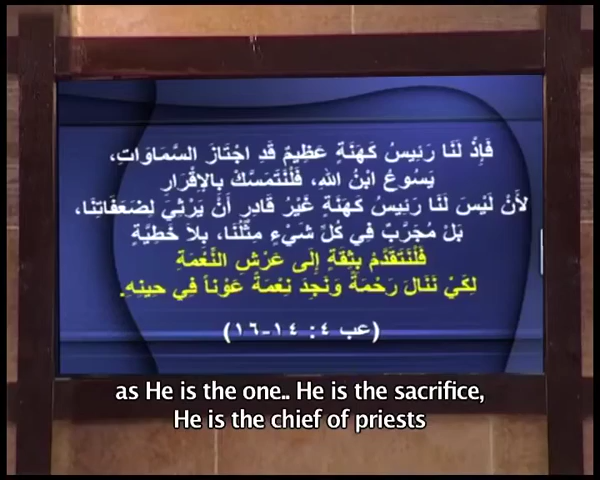 فَإِذْ لَنَا رَئِيسُ كَهَنَةٍ عَظِيمٌ قَدِ اجْتَازَ السَّمَاوَاتِ،
يَسُوعُ ابْنُ اللهِ، فَلْنَتَمَسَّكْ بِالإِقْرَارِ
لأَنْ لَيْسَ لَنَا رَئِيسُ كَهَنَةٍ غَيْرُ قَادِرٍ أَنْ يَرْثِيَ لِضَعَفَاتِنَا،
بَلْ مُجَرَّبٌ فِي كُلِّ شَيْءٍ مِثْلُنَا، بِلاَ خَطِيَّةٍ
فَلْنَتَقَدَّمْ بِثِقَةٍ إِلَى عَرْشِ النِّعْمَةِ
لِكَيْ نَنَالَ رَحْمَةً وَنَجِدَ نِعْمَةً عَوْناً فِي حِينِهِ.
(عب ٤: ١٤-١٦)
as He is the one.. He is the sacrifice,
He is the chief of priests